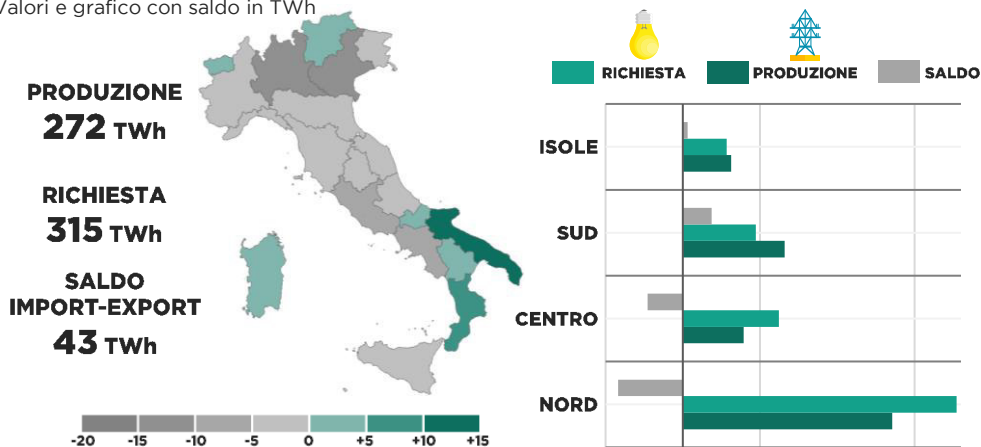 Valori e grafico con saldo in TWh
PRODUZIONE
272 TWh
RICHIESTA
315 TWh
SALDO
IMPORT-EXPORT
43 TWh
-20 -15 -10 -5 0 +5 +10 +15
RICHIESTA PRODUZIONE SALDO
ISOLE
SUD
CENTRO
NORD